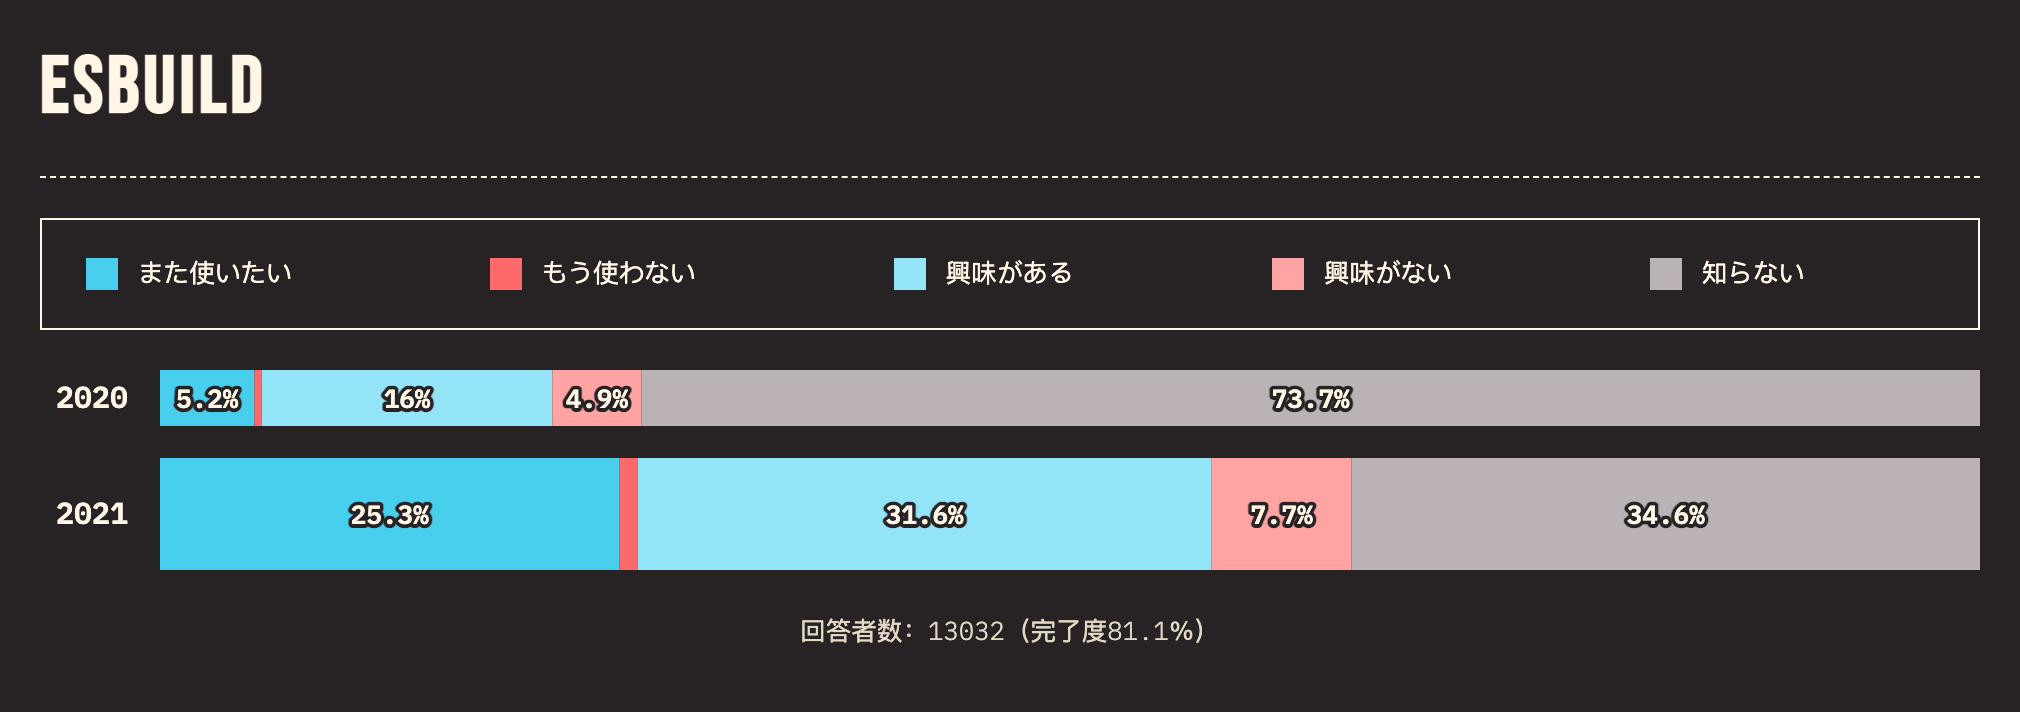 ESBUILD
また使いたい もう使わない 興味がある 興味がない 知らない
2020 5.2% 16% 4.9% 73.7%
2021 25.3% 31.6% 7.7% 34.6%
回答者数: 13032 (完了度81.1%)